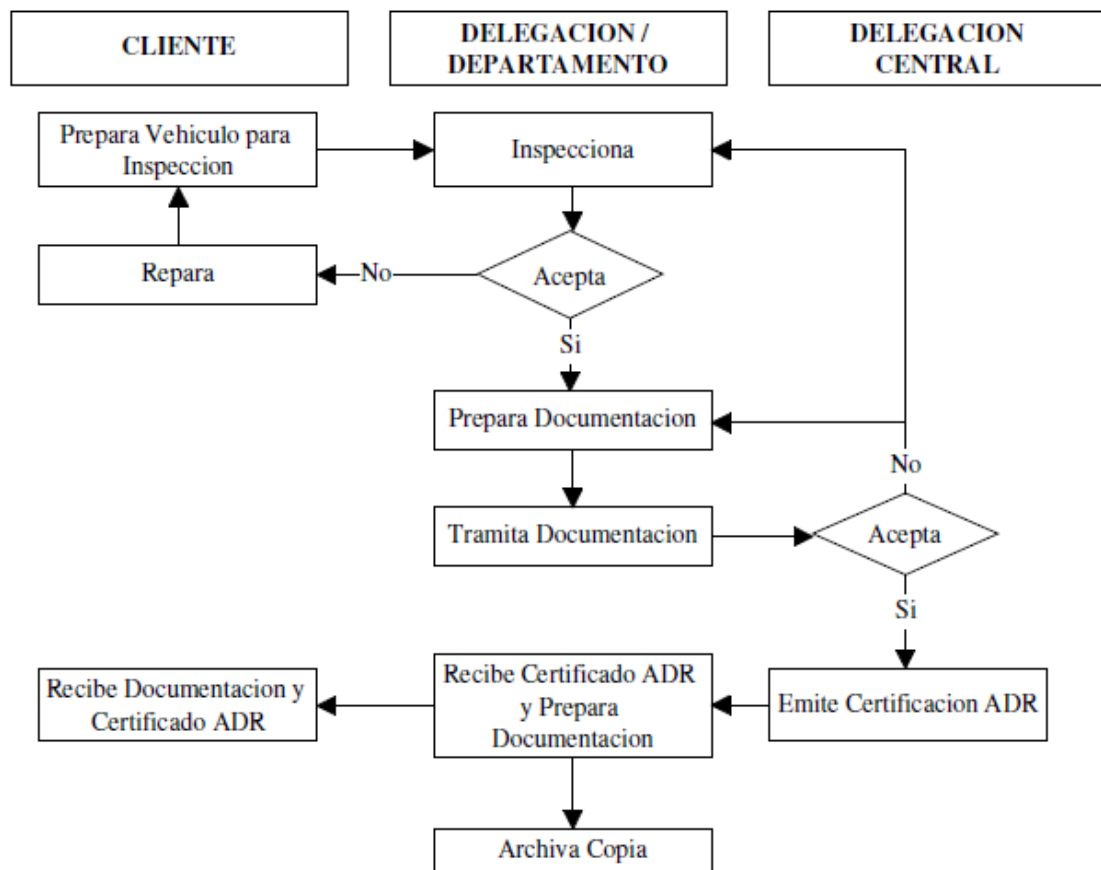 CLIENTE
DELEGACION /
DEPARTAMENTO
DELEGACION
CENTRAL
Prepara Vehiculo para
Inspeccion
Inspecciona
Repara
No
Acepta
Si
Prepara Documentacion
No
Tramita Documentacion
Acepta
Si
Recibe Documentacion y
Certificado ADR
Recibe Certificado ADR
y Prepara
Documentacion
Emite Certificacion ADR
Archiva Copia